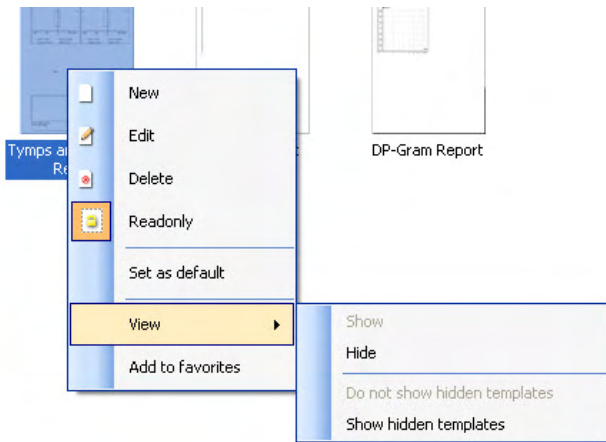 New
Edit
Tymps a
DP-Gram Report
Re
Delete
Readonly
Set as default
View
Show
Hide
Add to favorites
Do not show hidden templates
Show hidden templates